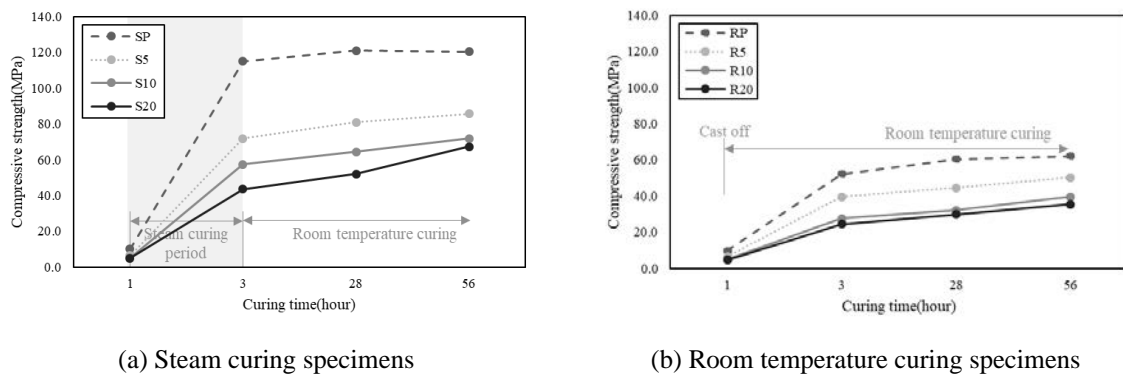 140.0
120.0
100.0
80.0
60.0
40.0
20.0
0.0
Compressive strength(MPa)
SP
S5
S10
S20
Steam curing
period
Room temperature curing
1
3
28
56
Curing time(hour)
(a) Steam curing specimens
140.0
120.0
100.0
80.0
60.0
40.0
20.0
0.0
Compressive strength(MPa)
RP
R5
R10
R20
Cast off
Room temperature curing
1
3
28
56
Curing time(hour)
(b) Room temperature curing specimens